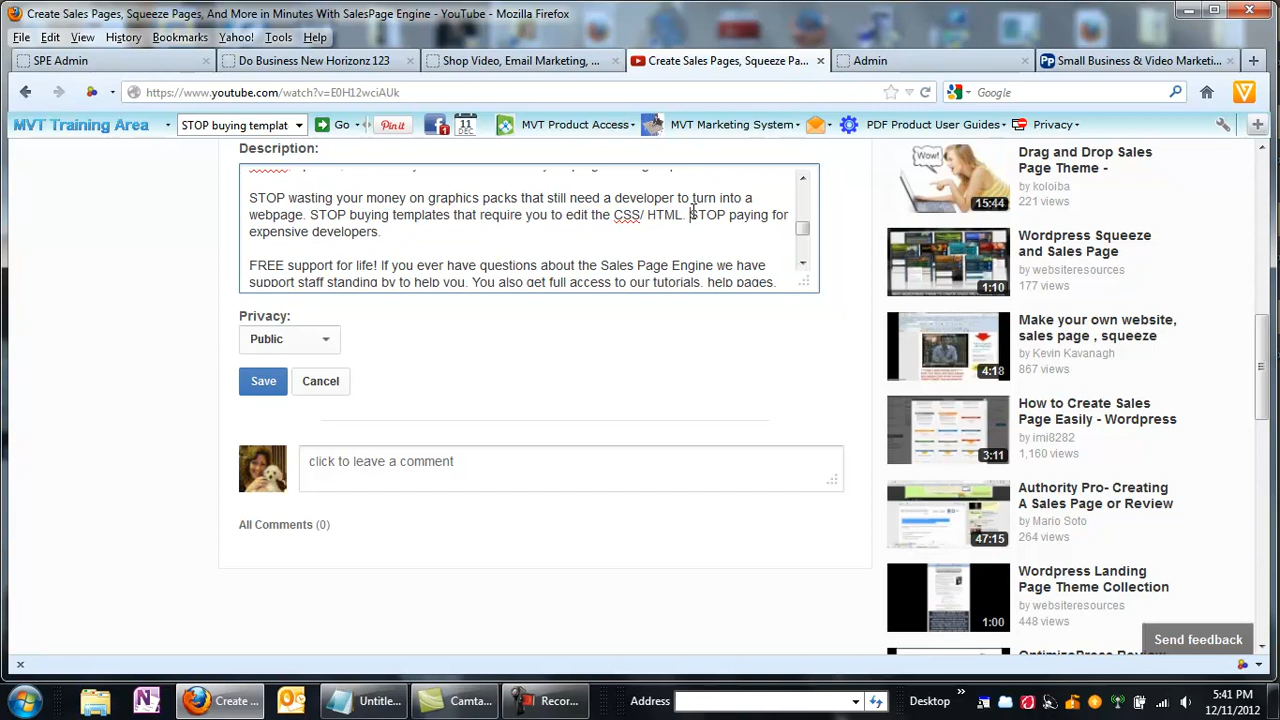 Create Sales Pages, Squeeze Pages, And More in Minutes With SalesPage Engine - YouTube - Mozilla Firefox
File Edit View History Bookmarks Yahoo! Tools Help
SPE Admin
Do Business New Horizonz 123
Shop Video, Email Marketing, ...
Create Sales Pages, Squeeze Pa...
Admin
Small Business & Video Marketi...
https://www.youtube.com/watch?v=E0H12wciAUk
Google
MVT Training Area
STOP buying templat
Go
Pin it
11 DEC
MVT Product Access
MVT Marketing System
PDF Product User Guides
Privacy
Description:
STOP wasting your money on graphics packs that still need a developer to turn into a
webpage. STOP buying templates that require you to edit the CSS/ HTML. STOP paying for
expensive developers.
FREE support for life! If you ever have questions about the Sales Page Engine we have
support staff standing by to help you. You also get full access to our tutorials, help pages,
Privacy:
Public
Save
Cancel
click to leave a comment
All Comments (0)
Wow!
15:44
Drag and Drop Sales
Page Theme -
by koloiba
221 views
1:10
Wordpress Squeeze
and Sales Page
by websiteresources
177 views
4:18
Make your own website,
sales page , squeeze
by Kevin Kavanagh
867 views
3:11
How to Create Sales
Page Easily - Wordpress
by imi8282
1,160 views
47:15
Authority Pro- Creating
A Sales Page or Review
by Mario Soto
264 views
1:00
Wordpress Landing
Page Theme Collection
by websiteresources
448 views
Send feedback
OptimizePress Review
Create ...
Untitle...
Camta...
Recor...
Address
Desktop
5:41 PM
12/11/2012